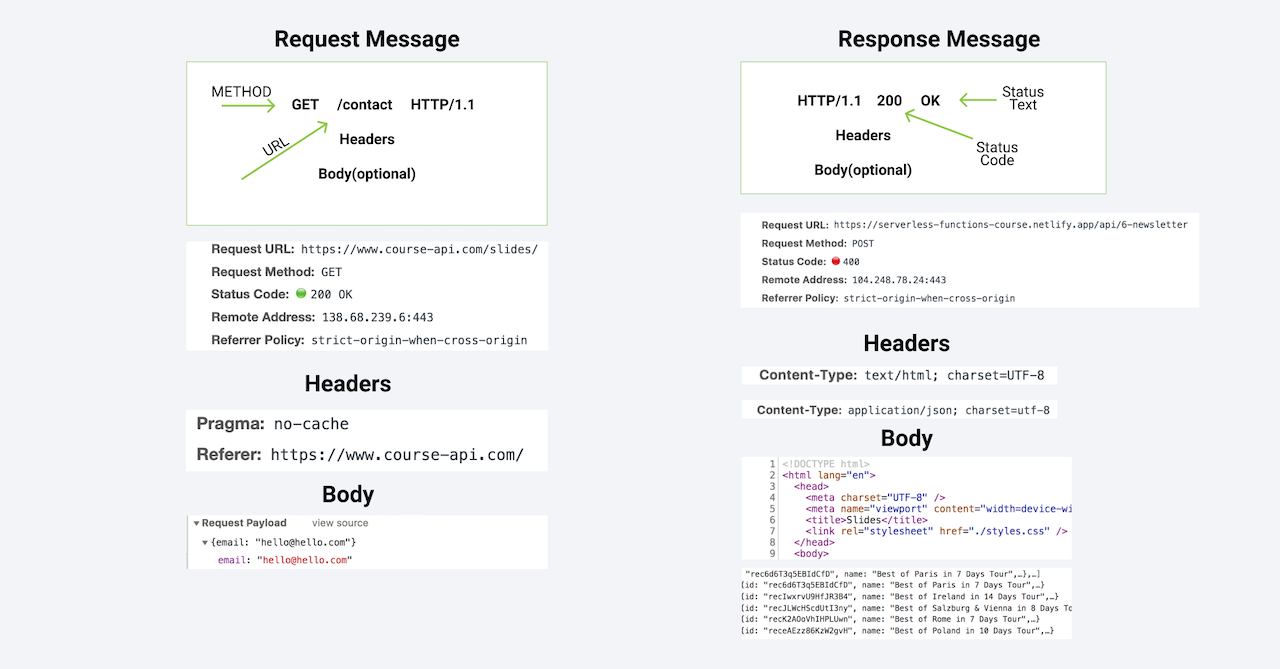 Request Message
METHOD
GET /contact HTTP/1.1
URL
Headers
Body(optional)
Request URL: https://www.course-api.com/slides/
Request Method: GET
Status Code: 200 OK
Remote Address: 138.68.239.6:443
Referrer Policy: strict-origin-when-cross-origin
Headers
Pragma: no-cache
Referer: https://www.course-api.com/
Body
Request Payload view source
{email: "hello@hello.com"}
email: "hello@hello.com"
Response Message
HTTP/1.1 200 OK
Status
Text
Headers
Status
Code
Body(optional)
Request URL: https://serverless-functions-course.netlify.app/api/6-newsletter
Request Method: POST
Status Code: 400
Remote Address: 104.248.78.24:443
Referrer Policy: strict-origin-when-cross-origin
Headers
Content-Type: text/html; charset=UTF-8
Content-Type: application/json; charset=utf-8
Body
1 <!DOCTYPE html>
2 <html lang="en">
3 <head>
4 <meta charset="UTF-8" />
5 <meta name="viewport" content="width=device-wi
6 <title>Slides</title>
7 <link rel="stylesheet" href="./styles.css" />
8 </head>
9 <body>
"rec6d6T3q5EBIdCfD", name: "Best of Paris in 7 Days Tour",…},…]
{id: "rec6d6T3q5EBIdCfD", name: "Best of Paris in 7 Days Tour",…}
{id: "recIwxrvU9HfJR3B4", name: "Best of Ireland in 14 Days Tour",…}
{id: "recJLWcHScdUtI3ny", name: "Best of Salzburg & Vienna in 8 Days To
{id: "recK2AOoVhIHPLUwn", name: "Best of Rome in 7 Days Tour",…}
{id: "receAEzz86KzW2gvH", name: "Best of Poland in 10 Days Tour",…}